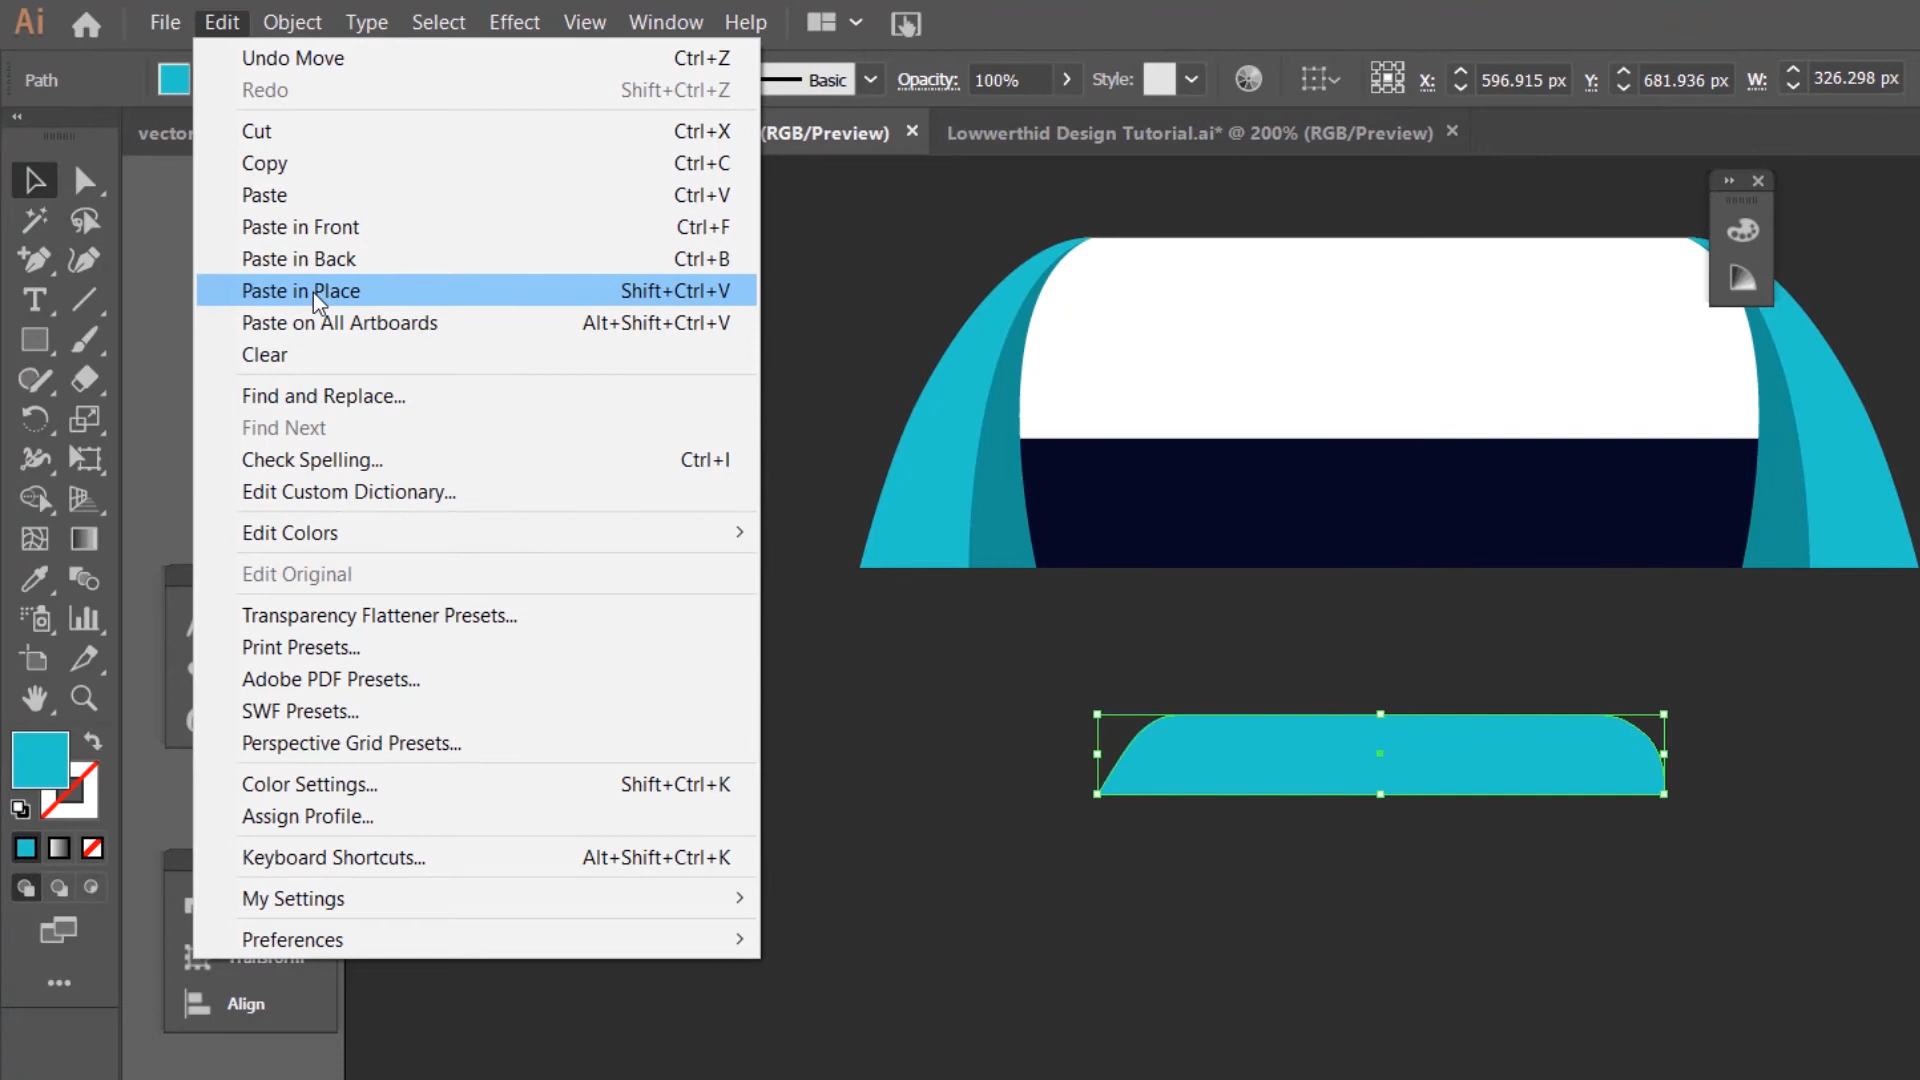 Ai File Edit Object Type Select Effect View Window Help
Path Basic Opacity: 100% Style: X: 596.915 px Y: 681.936 px W: 326.298 px
vector (RGB/Preview) × Lowwerthid Design Tutorial.ai* @ 200% (RGB/Preview) ×
Undo Move Ctrl+Z
Redo Shift+Ctrl+Z
Cut Ctrl+X
Copy Ctrl+C
Paste Ctrl+V
Paste in Front Ctrl+F
Paste in Back Ctrl+B
Paste in Place Shift+Ctrl+V
Paste on All Artboards Alt+Shift+Ctrl+V
Clear
Find and Replace...
Find Next
Check Spelling... Ctrl+I
Edit Custom Dictionary...
Edit Colors
Edit Original
Transparency Flattener Presets...
Print Presets...
Adobe PDF Presets...
SWF Presets...
Perspective Grid Presets...
Color Settings... Shift+Ctrl+K
Assign Profile...
Keyboard Shortcuts... Alt+Shift+Ctrl+K
My Settings
Preferences
Transform
Align